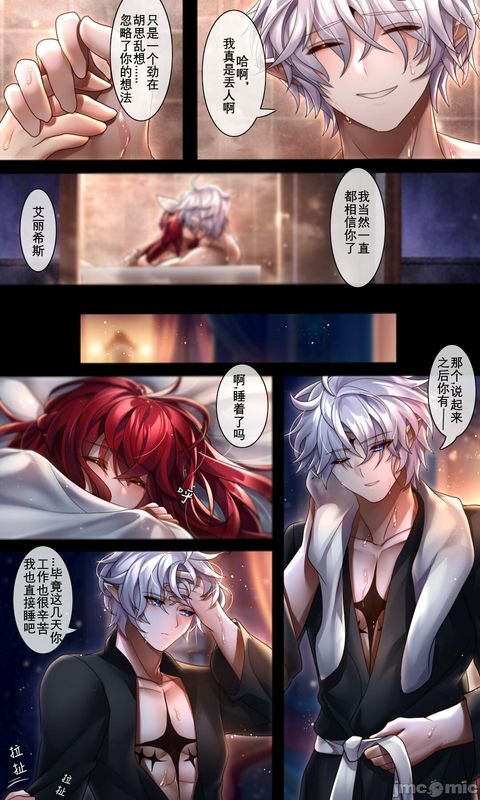 哈啊，
我真是丢人啊
只是一个劲在
胡思乱想……
忽略了你的想法
我当然一直
都相信你了
艾丽希斯
那个说起来
之后你有——
啊，睡着了吗
呼
…毕竟这几天你
工作也很辛苦
我也直接睡吧
拉扯
拉扯
jmcomic